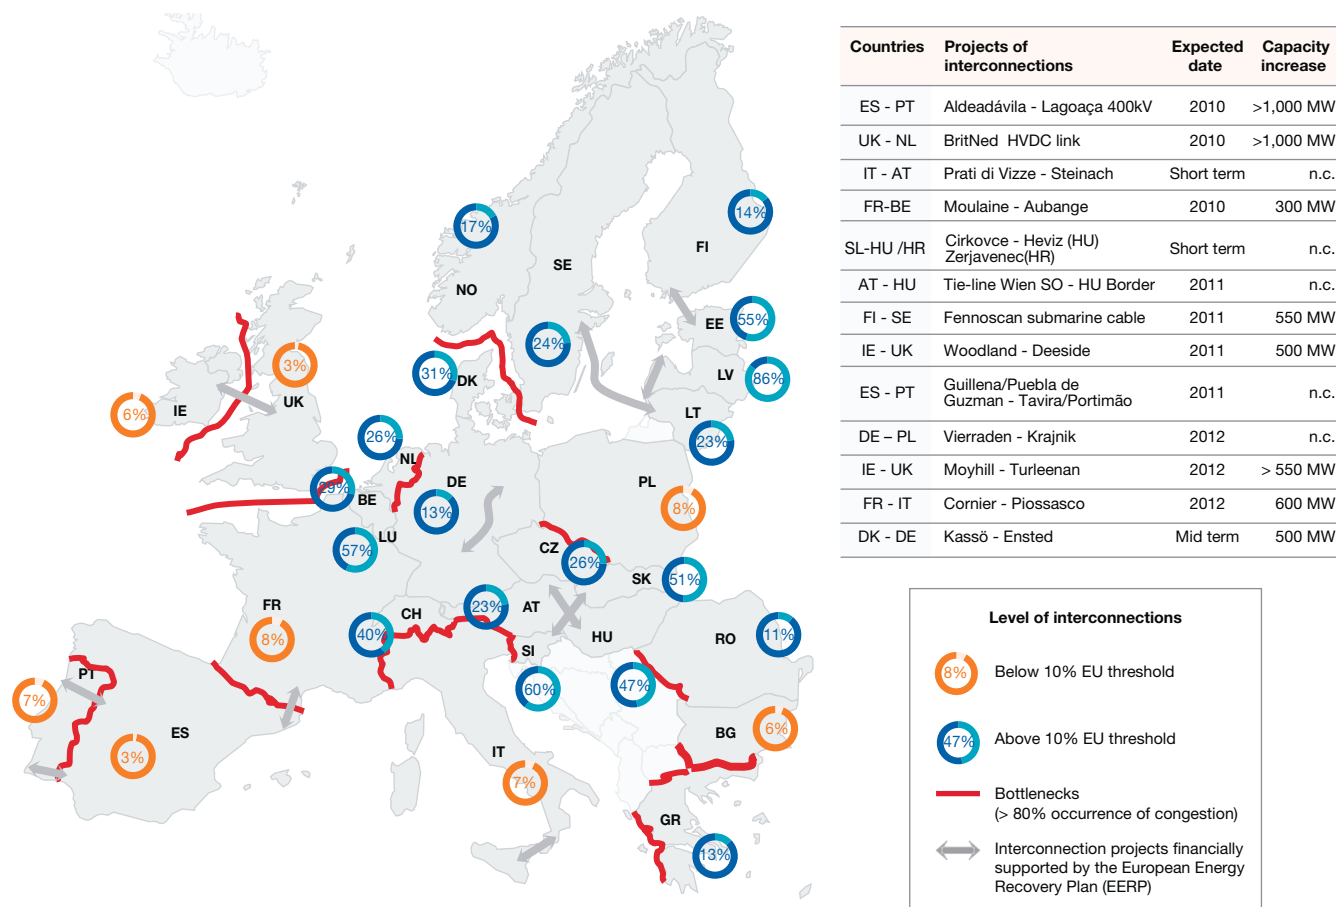 Countries Projects of interconnections Expected date Capacity increase
ES - PT Aldeadávila - Lagoaça 400kV 2010 >1,000 MW
UK - NL BritNed HVDC link 2010 >1,000 MW
IT - AT Prati di Vizze - Steinach Short term n.c.
FR-BE Moulaine - Aubange 2010 300 MW
SL-HU /HR Cirkovce - Heviz (HU) Zerjavenec(HR) Short term n.c.
AT - HU Tie-line Wien SO - HU Border 2011 n.c.
FI - SE Fennoscan submarine cable 2011 550 MW
IE - UK Woodland - Deeside 2011 500 MW
ES - PT Guillena/Puebla de Guzman - Tavira/Portimão 2011 n.c.
DE – PL Vierraden - Krajnik 2012 n.c.
IE - UK Moyhill - Turleenan 2012 > 550 MW
FR - IT Cornier - Piossasco 2012 600 MW
DK - DE Kassö - Ensted Mid term 500 MW
17%
14%
FI
SE
NO
EE
55%
24%
3%
31%
DK
LV
86%
UK
IE
6%
LT
23%
26%
NL
DE
PL
29%
BE
13%
8%
LU
57%
CZ
26%
SK
51%
FR
8%
CH
40%
23%
AT
HU
RO
11%
SI
60%
47%
PT
7%
ES
3%
IT
7%
BG
6%
GR
13%
Level of interconnections
8% Below 10% EU threshold
47% Above 10% EU threshold
Bottlenecks
(> 80% occurrence of congestion)
Interconnection projects financially
supported by the European Energy
Recovery Plan (EERP)